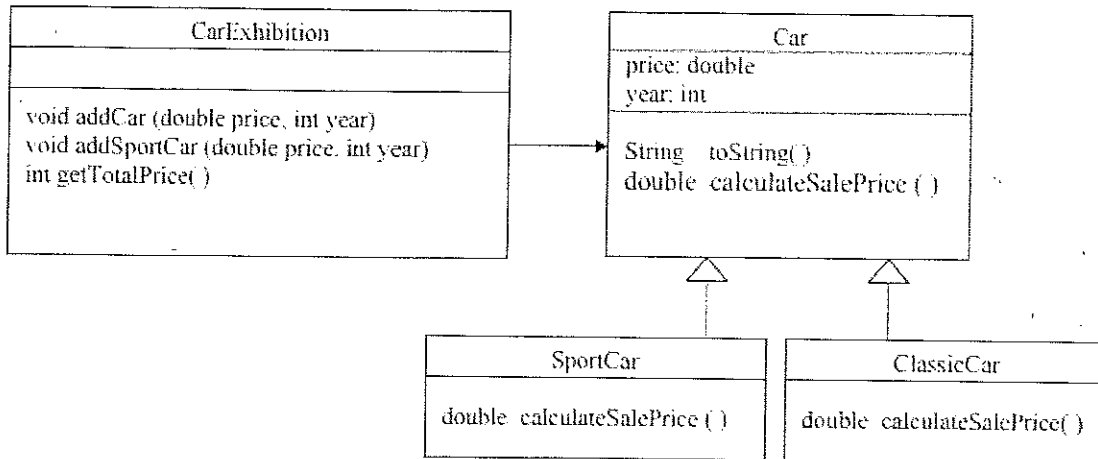 CarExhibition
void addCar (double price, int year)
void addSportCar (double price, int year)
int getTotalPrice( )
Car
price: double
year: int
String toString( )
double calculateSalePrice ( )
SportCar
double calculateSalePrice ( )
ClassicCar
double calculateSalePrice( )